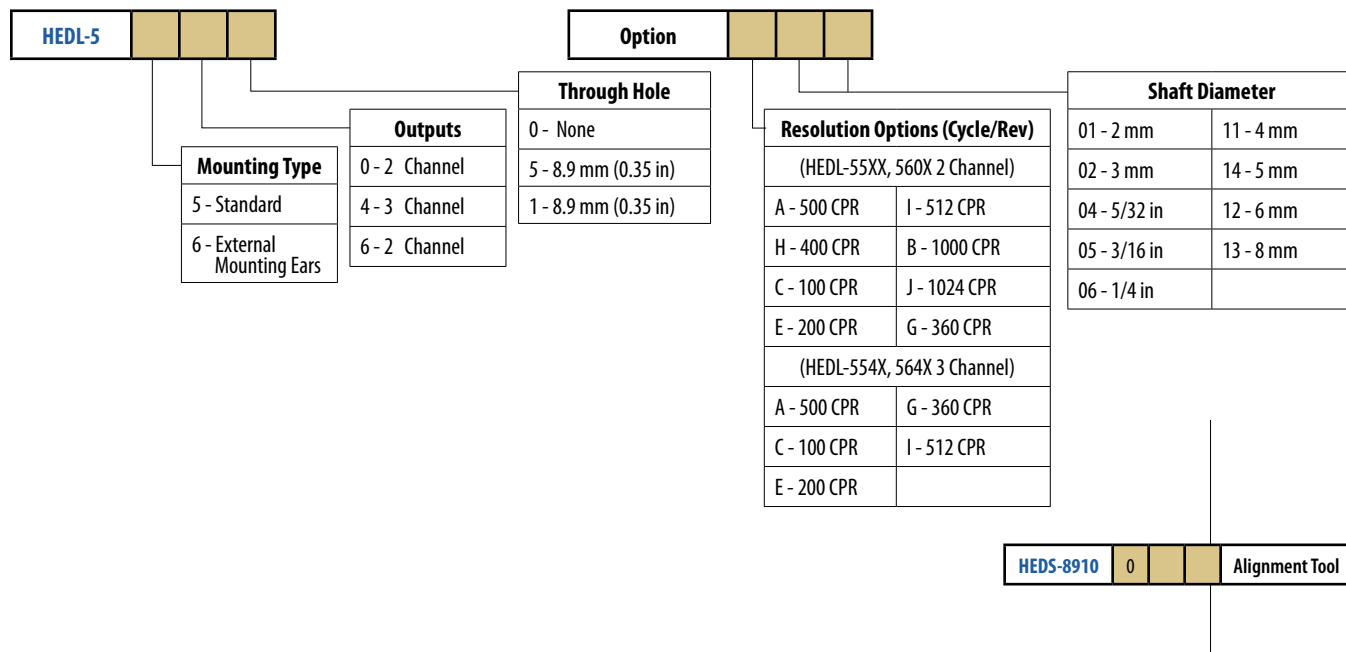 HEDL-5
Option
Mounting Type
5 - Standard
6 - External
Mounting Ears
Outputs
0 - 2 Channel
4 - 3 Channel
6 - 2 Channel
Through Hole
0 - None
5 - 8.9 mm (0.35 in)
1 - 8.9 mm (0.35 in)
Resolution Options (Cycle/Rev)
(HEDL-55XX, 560X 2 Channel)
A - 500 CPR I - 512 CPR
H - 400 CPR B - 1000 CPR
C - 100 CPR J - 1024 CPR
E - 200 CPR G - 360 CPR
(HEDL-554X, 564X 3 Channel)
A - 500 CPR G - 360 CPR
C - 100 CPR I - 512 CPR
E - 200 CPR
Shaft Diameter
01 - 2 mm 11 - 4 mm
02 - 3 mm 14 - 5 mm
04 - 5/32 in 12 - 6 mm
05 - 3/16 in 13 - 8 mm
06 - 1/4 in
HEDS-8910 0 Alignment Tool